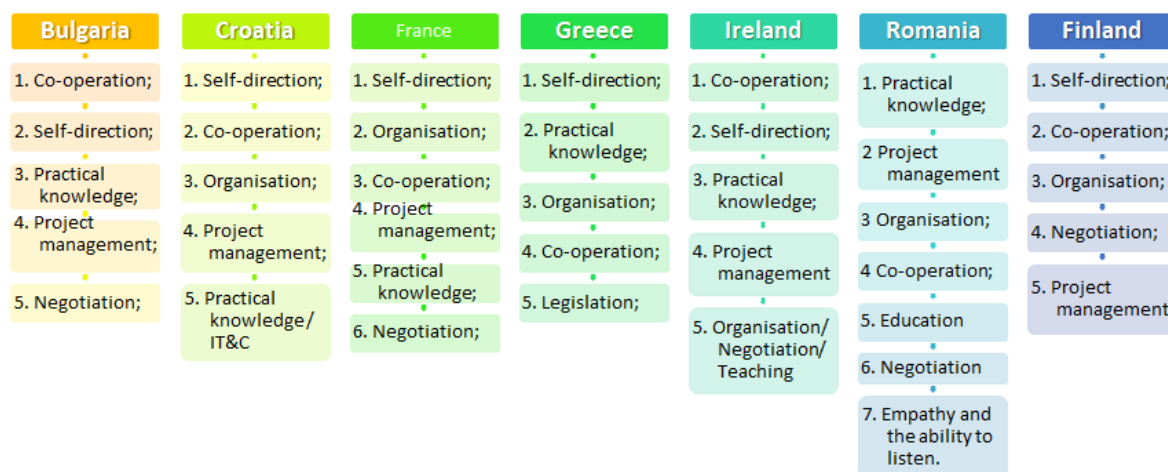 Bulgaria
1. Co-operation;
2. Self-direction;
3. Practical
knowledge;
4. Project
management;
5. Negotiation;
Croatia
1. Self-direction;
2. Co-operation;
3. Organisation;
4. Project
management;
5. Practical
knowledge/
IT&C
France
1. Self-direction;
2. Organisation;
3. Co-operation;
4. Project
management;
5. Practical
knowledge;
6. Negotiation;
Greece
1. Self-direction;
2. Practical
knowledge;
3. Organisation;
4. Co-operation;
5. Legislation;
Ireland
1. Co-operation;
2. Self-direction;
3. Practical
knowledge;
4. Project
management
5. Organisation/
Negotiation/
Teaching
Romania
1. Practical
knowledge;
2 Project
management
3 Organisation;
4 Co-operation;
5. Education
6. Negotiation
7. Empathy and
the ability to
listen.
Finland
1. Self-direction;
2. Co-operation;
3. Organisation;
4. Negotiation;
5. Project
management